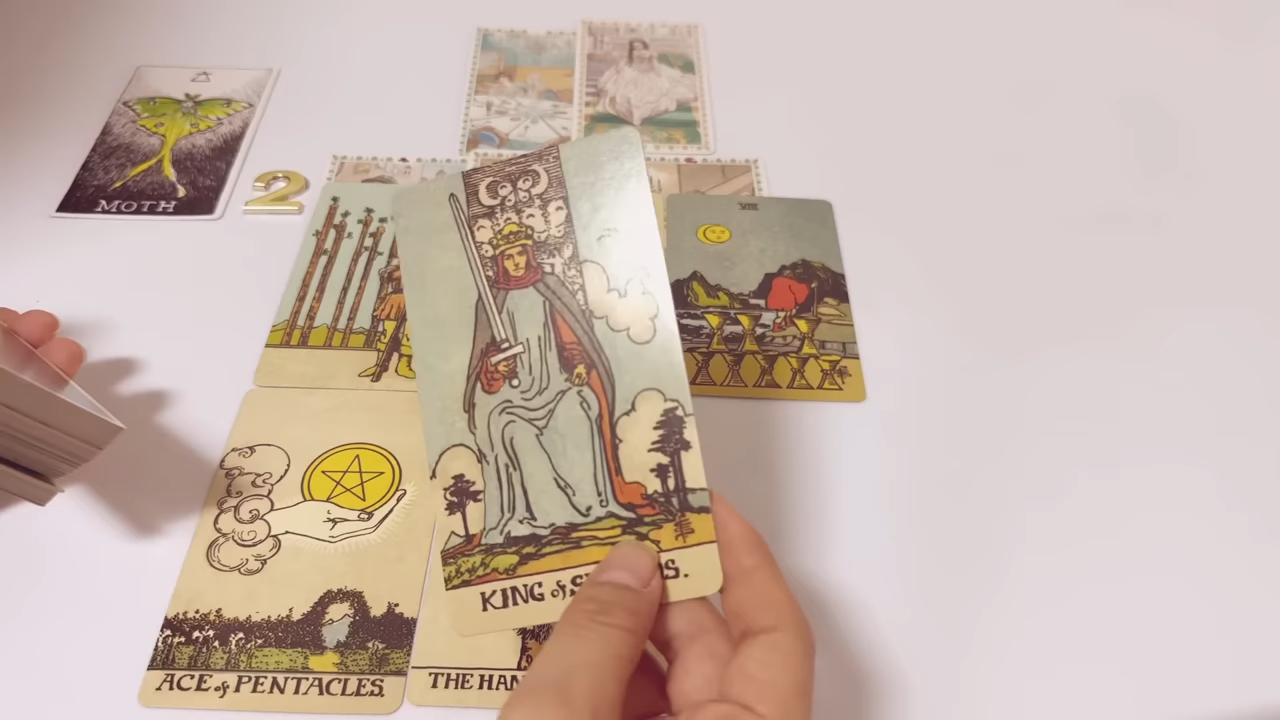 MOTH
2
VIII
KING of
ACE of PENTACLES.
THE HAN